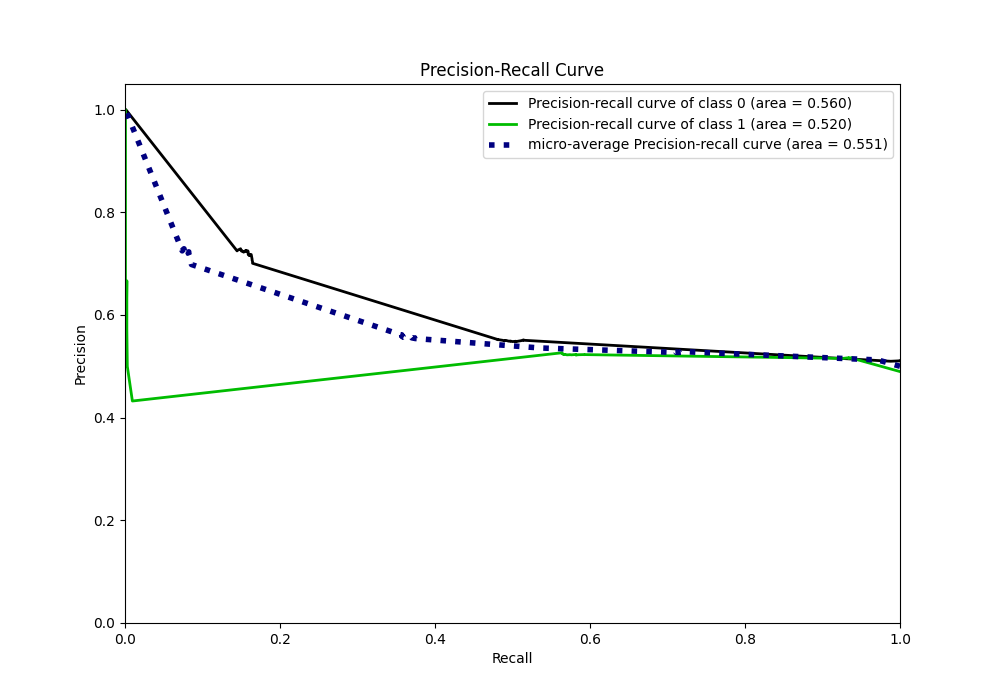 Precision-Recall Curve
Precision-recall curve of class 0 (area = 0.560)
Precision-recall curve of class 1 (area = 0.520)
micro-average Precision-recall curve (area = 0.551)
Precision
1.0
0.8
0.6
0.4
0.2
0.0
0.0 0.2 0.4 0.6 0.8 1.0
Recall